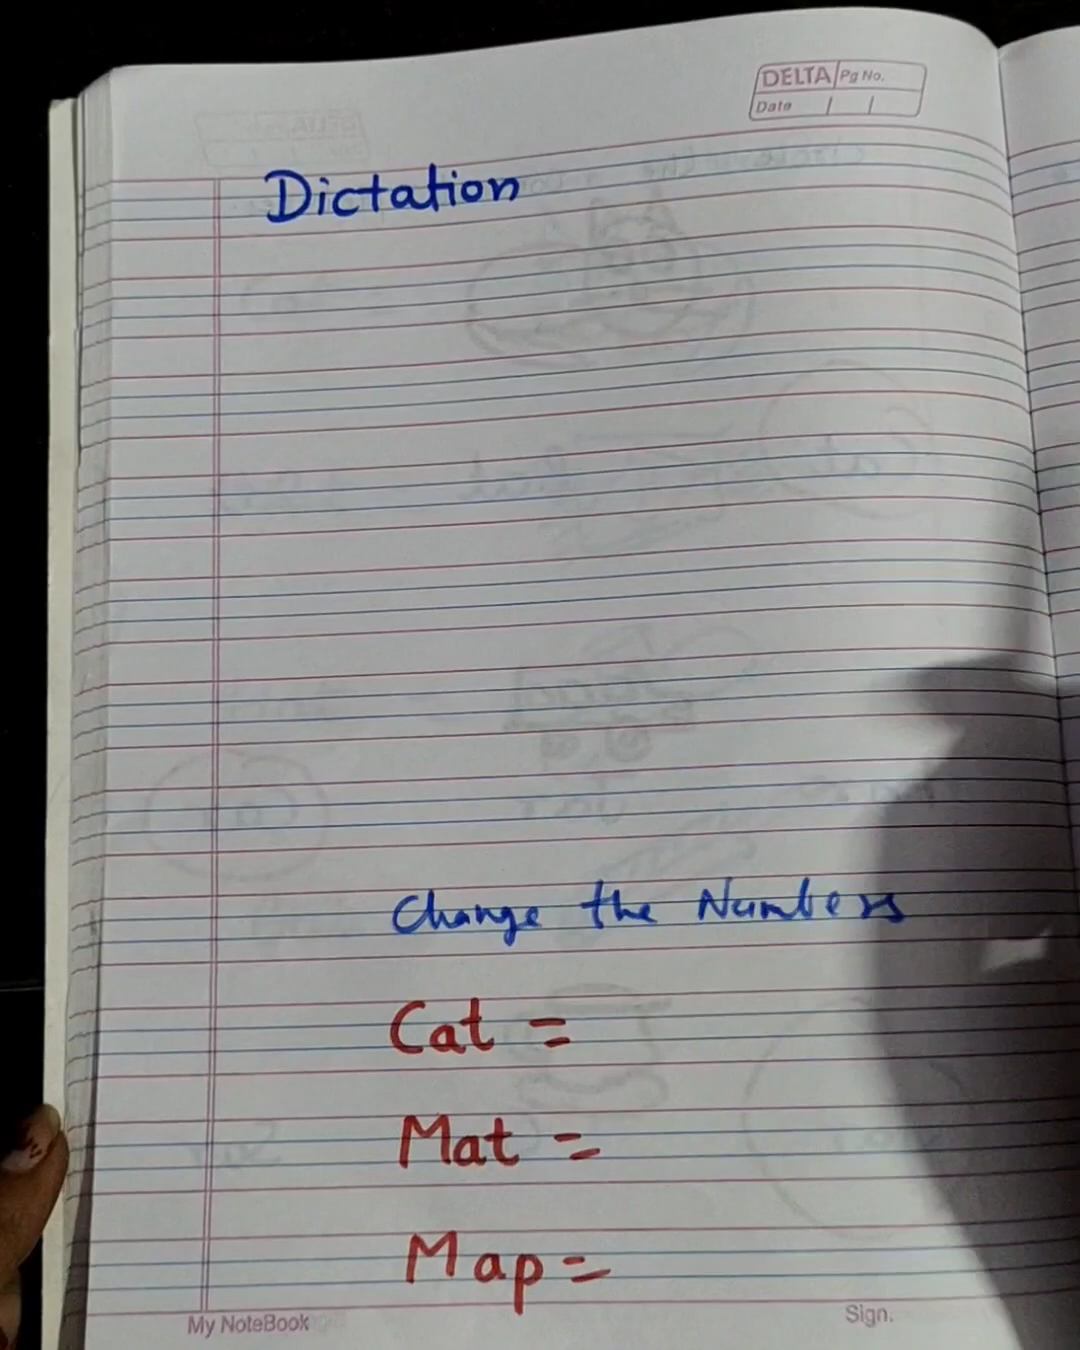 DELTA Pg No.
Date / /
Dictation
Change the Numbers
Cat =
Mat =
Map =
My NoteBook
Sign.